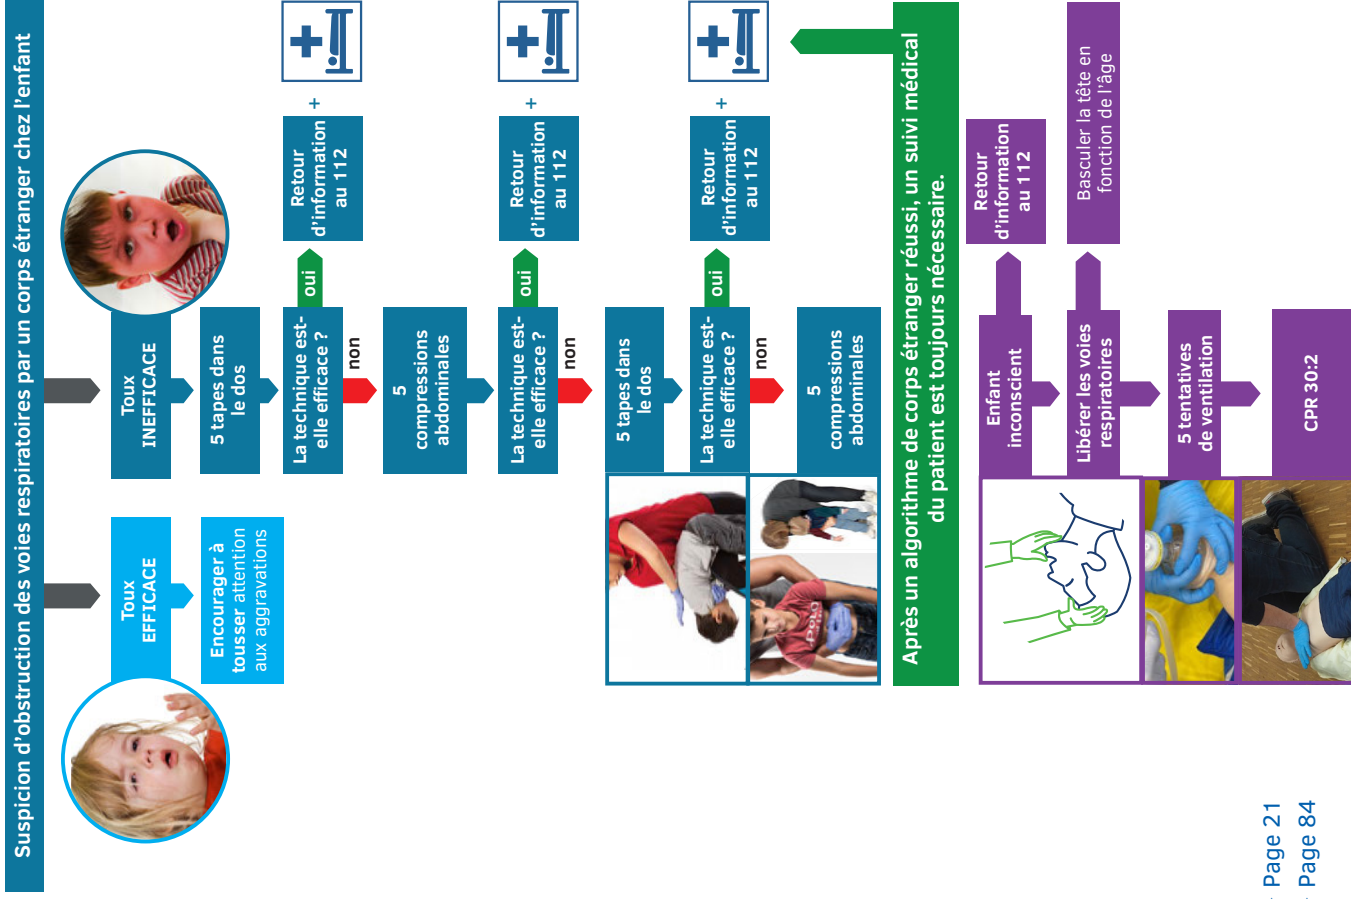 Suspicion d'obstruction des voies respiratoires par un corps étranger chez l'enfant
Toux
EFFICACE
Encourager à
tousser attention
aux aggravations
Toux
INEFFICACE
5 tapes dans
le dos
La technique est-
elle efficace ?
oui
Retour
d'information
au 112
+
non
5
compressions
abdominales
La technique est-
elle efficace ?
oui
Retour
d'information
au 112
+
non
5 tapes dans
le dos
La technique est-
elle efficace ?
oui
Retour
d'information
au 112
+
non
5
compressions
abdominales
POLO
Après un algorithme de corps étranger réussi, un suivi médical
du patient est toujours nécessaire.
Enfant
inconscient
Retour
d'information
au 112
Libérer les voies
respiratoires
Basculer la tête en
fonction de l'âge
5 tentatives
de ventilation
CPR 30:2
Page 21
Page 84